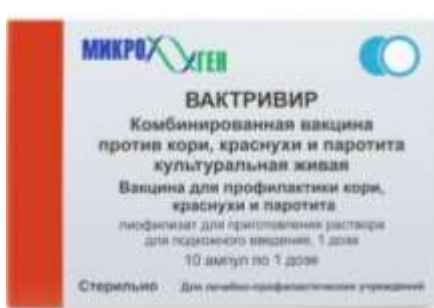 МИКРОГЕН
ВАКТРИВИР
Комбинированная вакцина
против кори, краснухи и паротита
культуральная живая
Вакцина для профилактики кори,
краснухи и паротита
лиофилизат для приготовления раствора
для подкожного введения, 1 доза
10 ампул по 1 дозе
Стерильно Для лечебно-профилактических учреждений